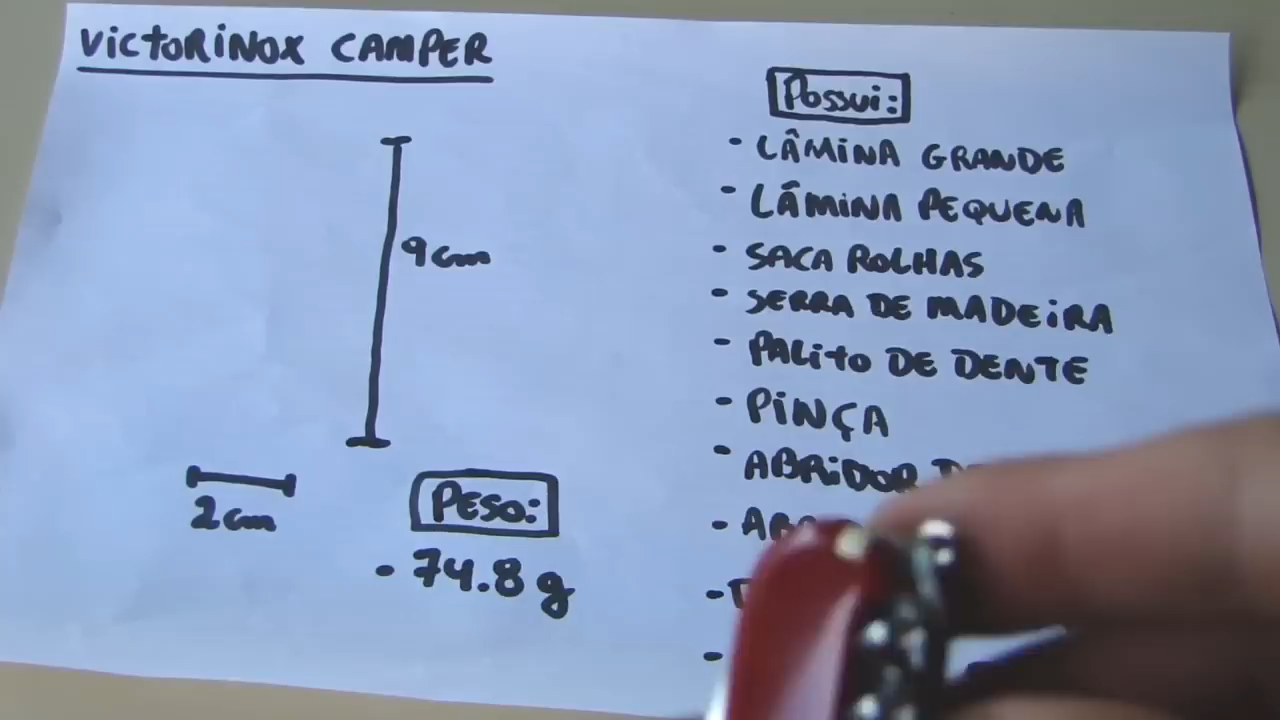 VICTORINOX CAMPER
9cm
2cm
PESO:
- 74.8 g
Possui:
- LÂMINA GRANDE
- LÂMINA PEQUENA
- SACA ROLHAS
- SERRA DE MADEIRA
- PALITO DE DENTE
- PINÇA
- ABRIDOR